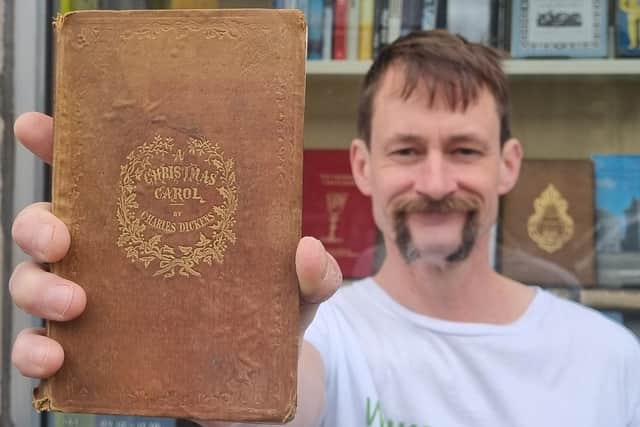 A
CHRISTMAS
CAROL
BY
CHARLES DICKENS